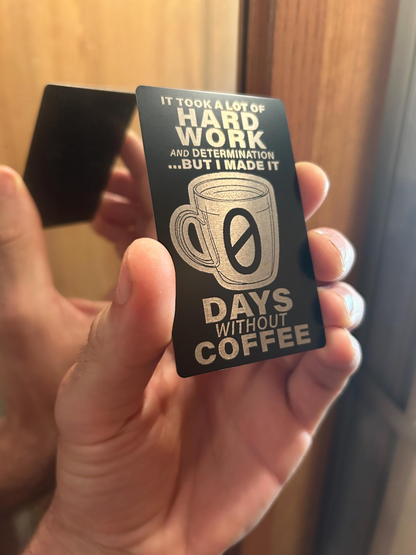 IT TOOK A LOT OF
HARD
WORK
AND DETERMINATION
...BUT I MADE IT
0
DAYS
WITHOUT
COFFEE